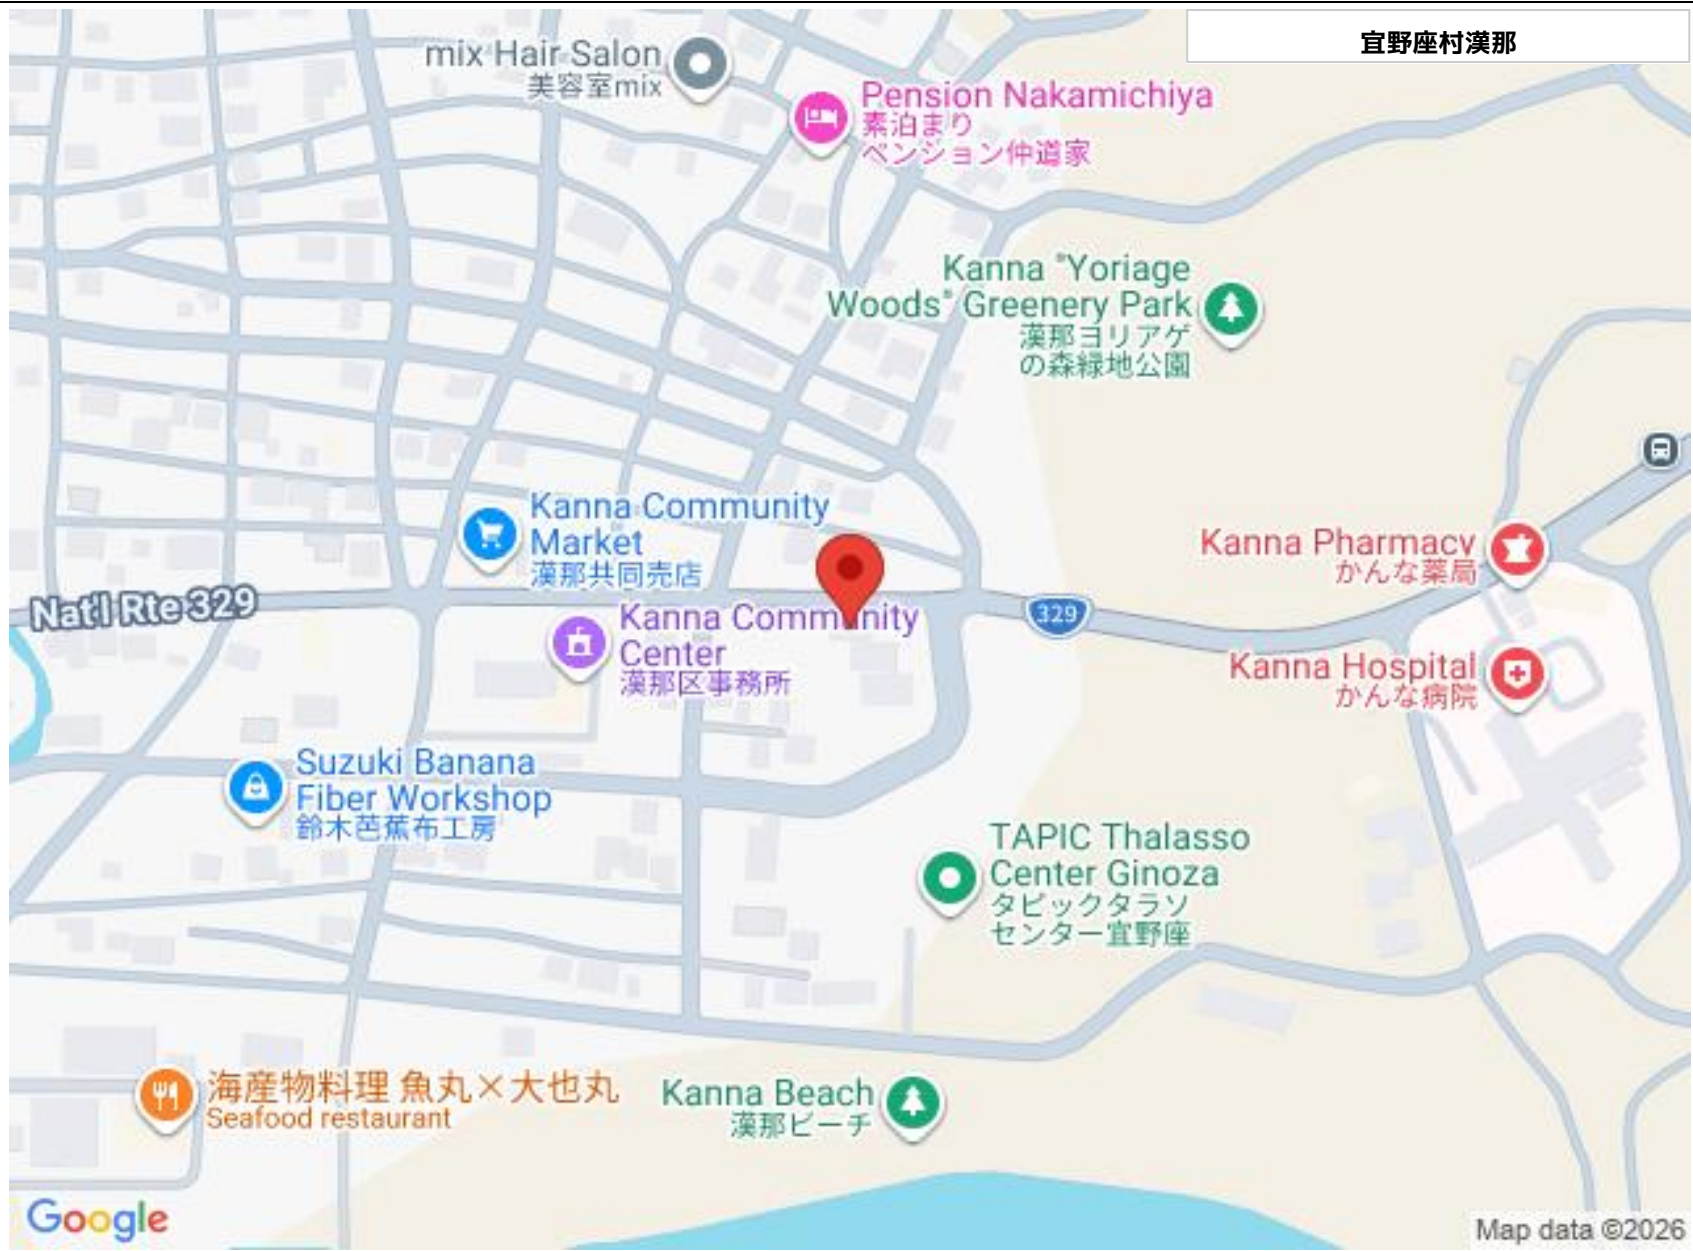 宜野座村漢那
mix Hair Salon
美容室mix
Pension Nakamichiya
素泊まり
ペンション仲道家
Kanna "Yoriage
Woods" Greenery Park
漢那ヨリアゲ
の森緑地公園
Kanna Community
Market
漢那共同売店
Kanna Pharmacy
かんな薬局
Nat'l Rte 329
329
Kanna Community
Center
漢那区事務所
Kanna Hospital
かんな病院
Suzuki Banana
Fiber Workshop
鈴木芭蕉布工房
TAPIC Thalasso
Center Ginoza
タピックタラソ
センター宜野座
海産物料理 魚丸×大也丸
Seafood restaurant
Kanna Beach
漢那ビーチ
Google
Map data ©2026